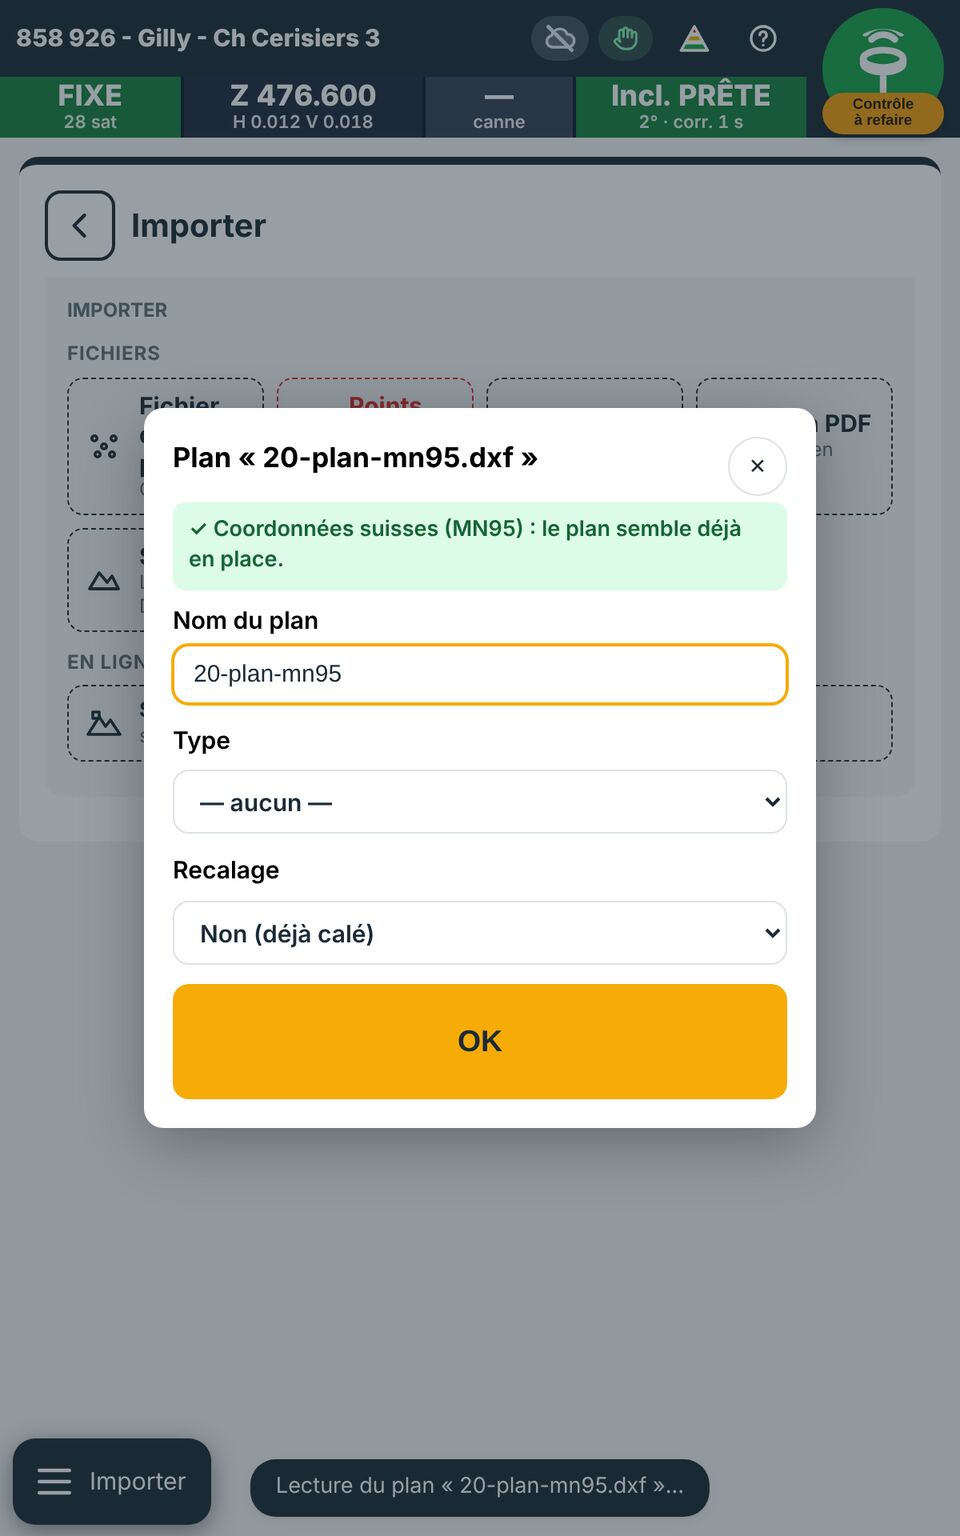 858 926 - Gilly - Ch Cerisiers 3
FIXE
28 sat
Z 476.600
H 0.012 V 0.018
—
canne
Incl. PRÊTE
2° · corr. 1 s
Contrôle
à refaire
Importer
IMPORTER
FICHIERS
Fichier
Points
PDF
en
Plan « 20-plan-mn95.dxf »
✓ Coordonnées suisses (MN95) : le plan semble déjà
en place.
Nom du plan
20-plan-mn95
Type
— aucun —
Recalage
Non (déjà calé)
OK
Importer
Lecture du plan « 20-plan-mn95.dxf »…